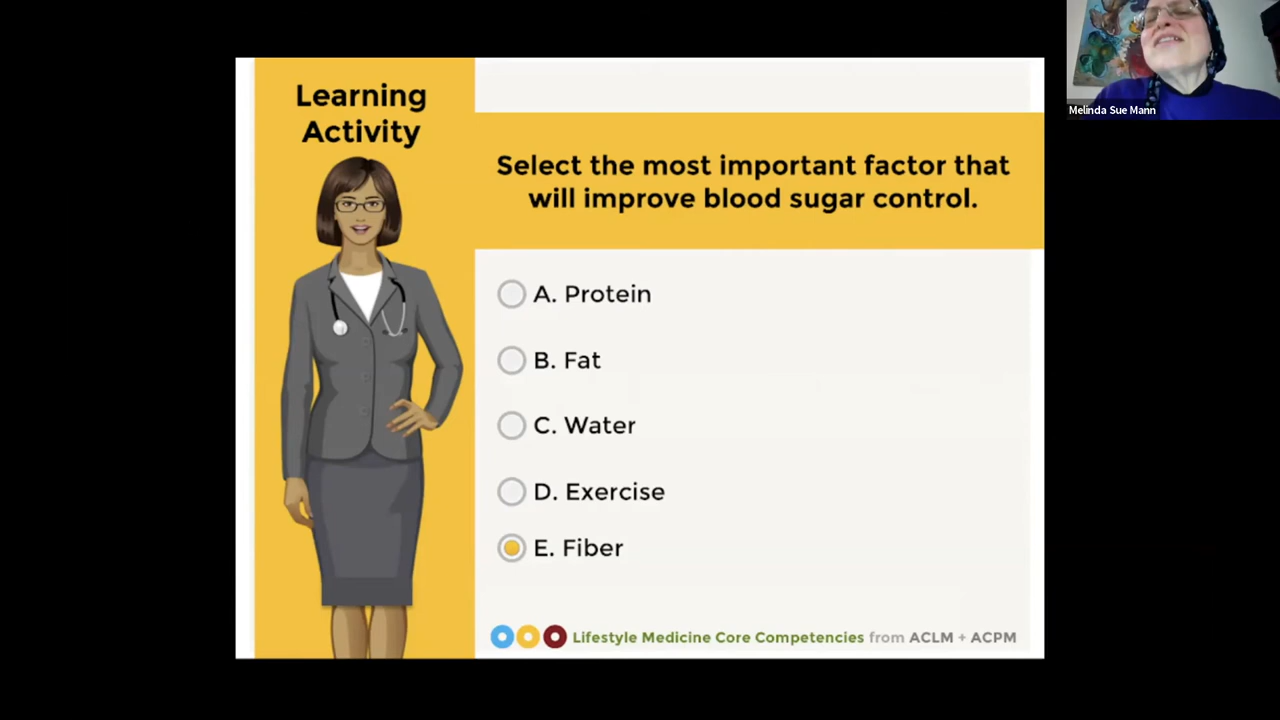 Learning
Activity
Select the most important factor that
will improve blood sugar control.
A. Protein
B. Fat
C. Water
D. Exercise
E. Fiber
Lifestyle Medicine Core Competencies from ACLM + ACPM
Melinda Sue Mann